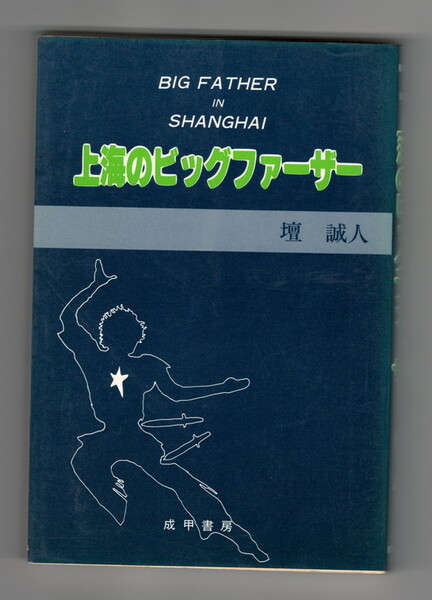 BIG FATHER
IN
SHANGHAI
上海のビッグファーザー
壇 誠人
成甲書房